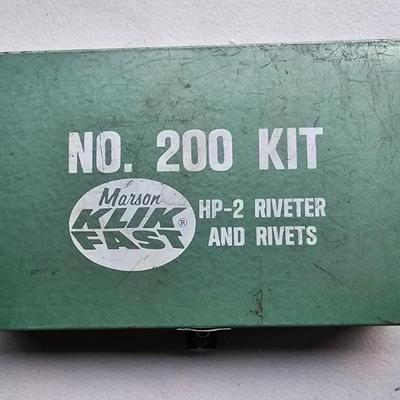 NO. 200 KIT
Marson
KLIK®
FAST
HP-2 RIVETER
AND RIVETS